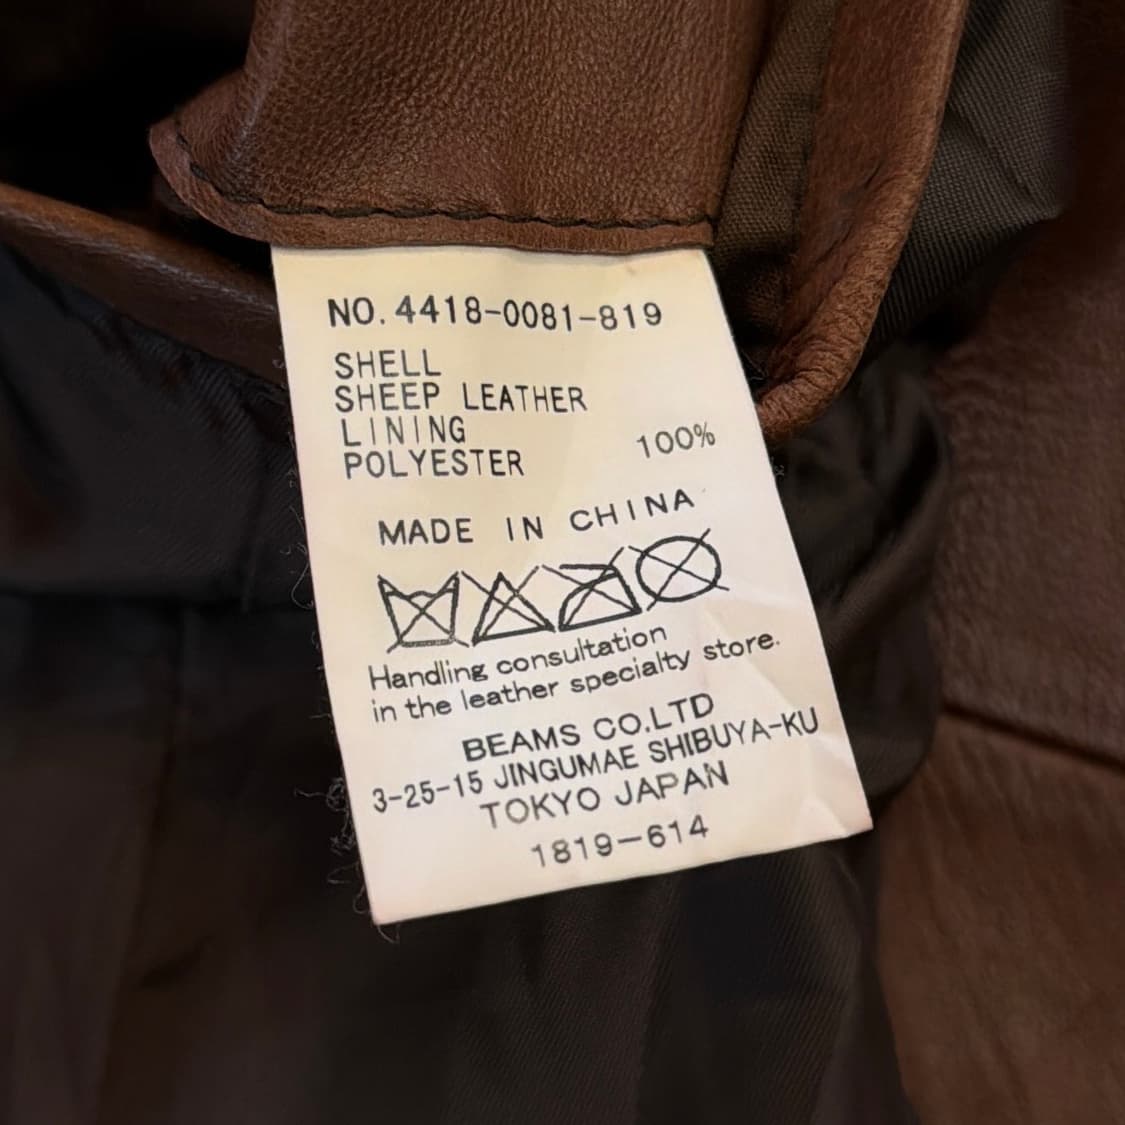 NO. 4418-0081-819
SHELL
SHEEP LEATHER
LINING
POLYESTER 100%
MADE IN CHINA
Handling consultation
in the leather specialty store.
BEAMS CO.LTD
3-25-15 JINGUMAE SHIBUYA-KU
TOKYO JAPAN
1819-614